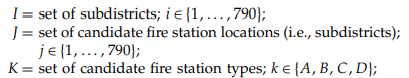 I = set of subdistricts; i ∈ {1, . . . , 790};
J = set of candidate fire station locations (i.e., subdistricts);
j ∈ {1, . . . , 790};
K = set of candidate fire station types; k ∈ {A, B, C, D};